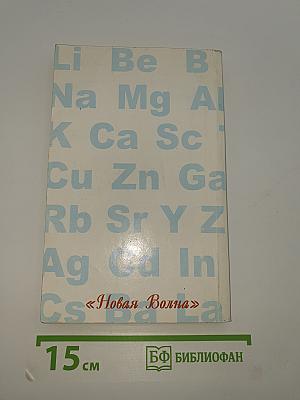 Li Be B
Na Mg Al
K Ca Sc
Cu Zn Ga
Rb Sr Y Z
Ag Cd In
«Новая Волна»
Cs Ba La
15 см
БФ БИБЛИОФАН